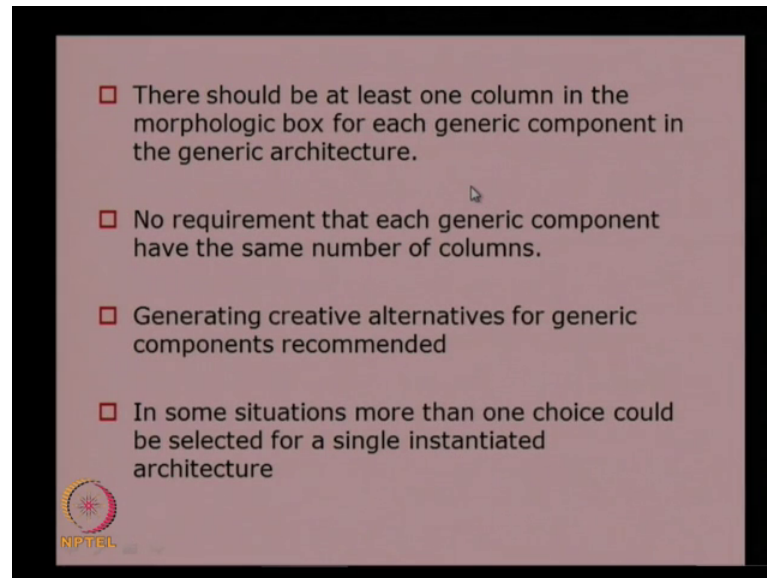 There should be at least one column in the
morphologic box for each generic component in
the generic architecture.
No requirement that each generic component
have the same number of columns.
Generating creative alternatives for generic
components recommended
In some situations more than one choice could
be selected for a single instantiated
architecture
NPTEL